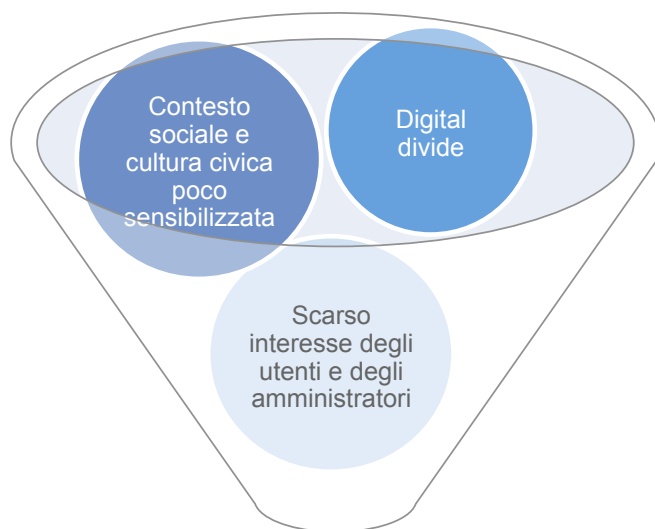 Contesto
sociale e
cultura civica
poco
sensibilizzata
Digital
divide
Scarso
interesse degli
utenti e degli
amministratori